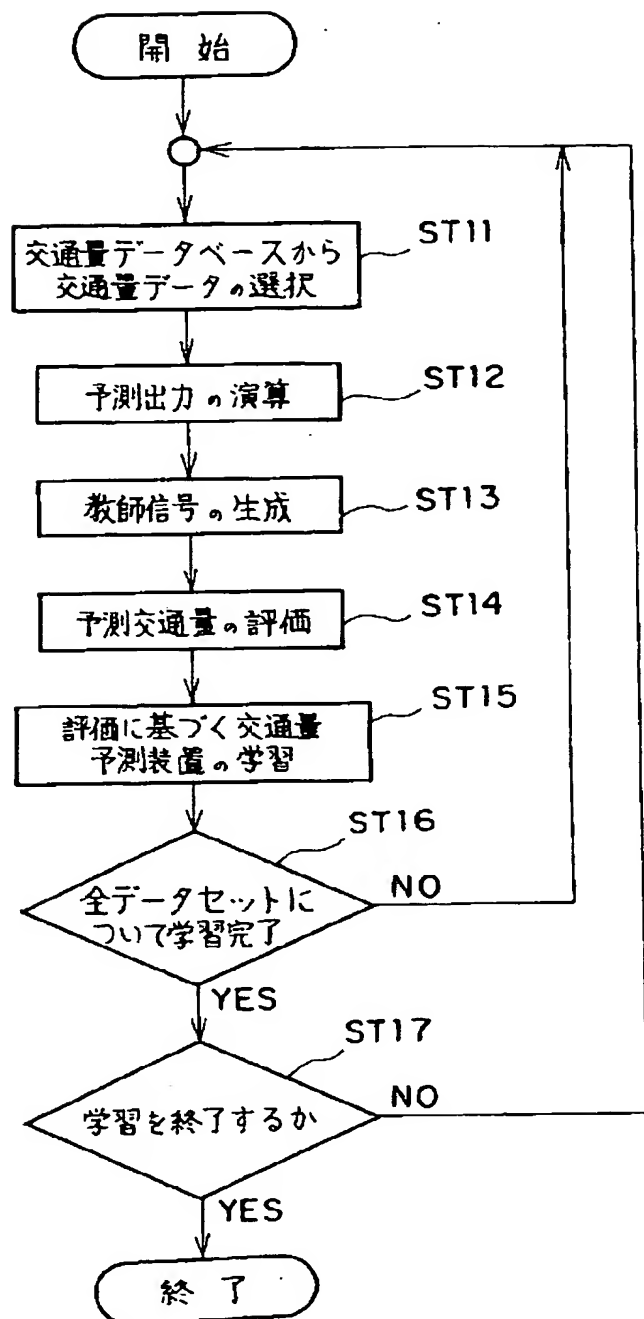 開始
交通量データベースから
交通量データの選択
ST11
予測出力の演算
ST12
教師信号の生成
ST13
予測交通量の評価
ST14
評価に基づく交通量
予測装置の学習
ST15
ST16
全データセットに
ついて学習完了
NO
YES
ST17
学習を終了するか
NO
YES
終了